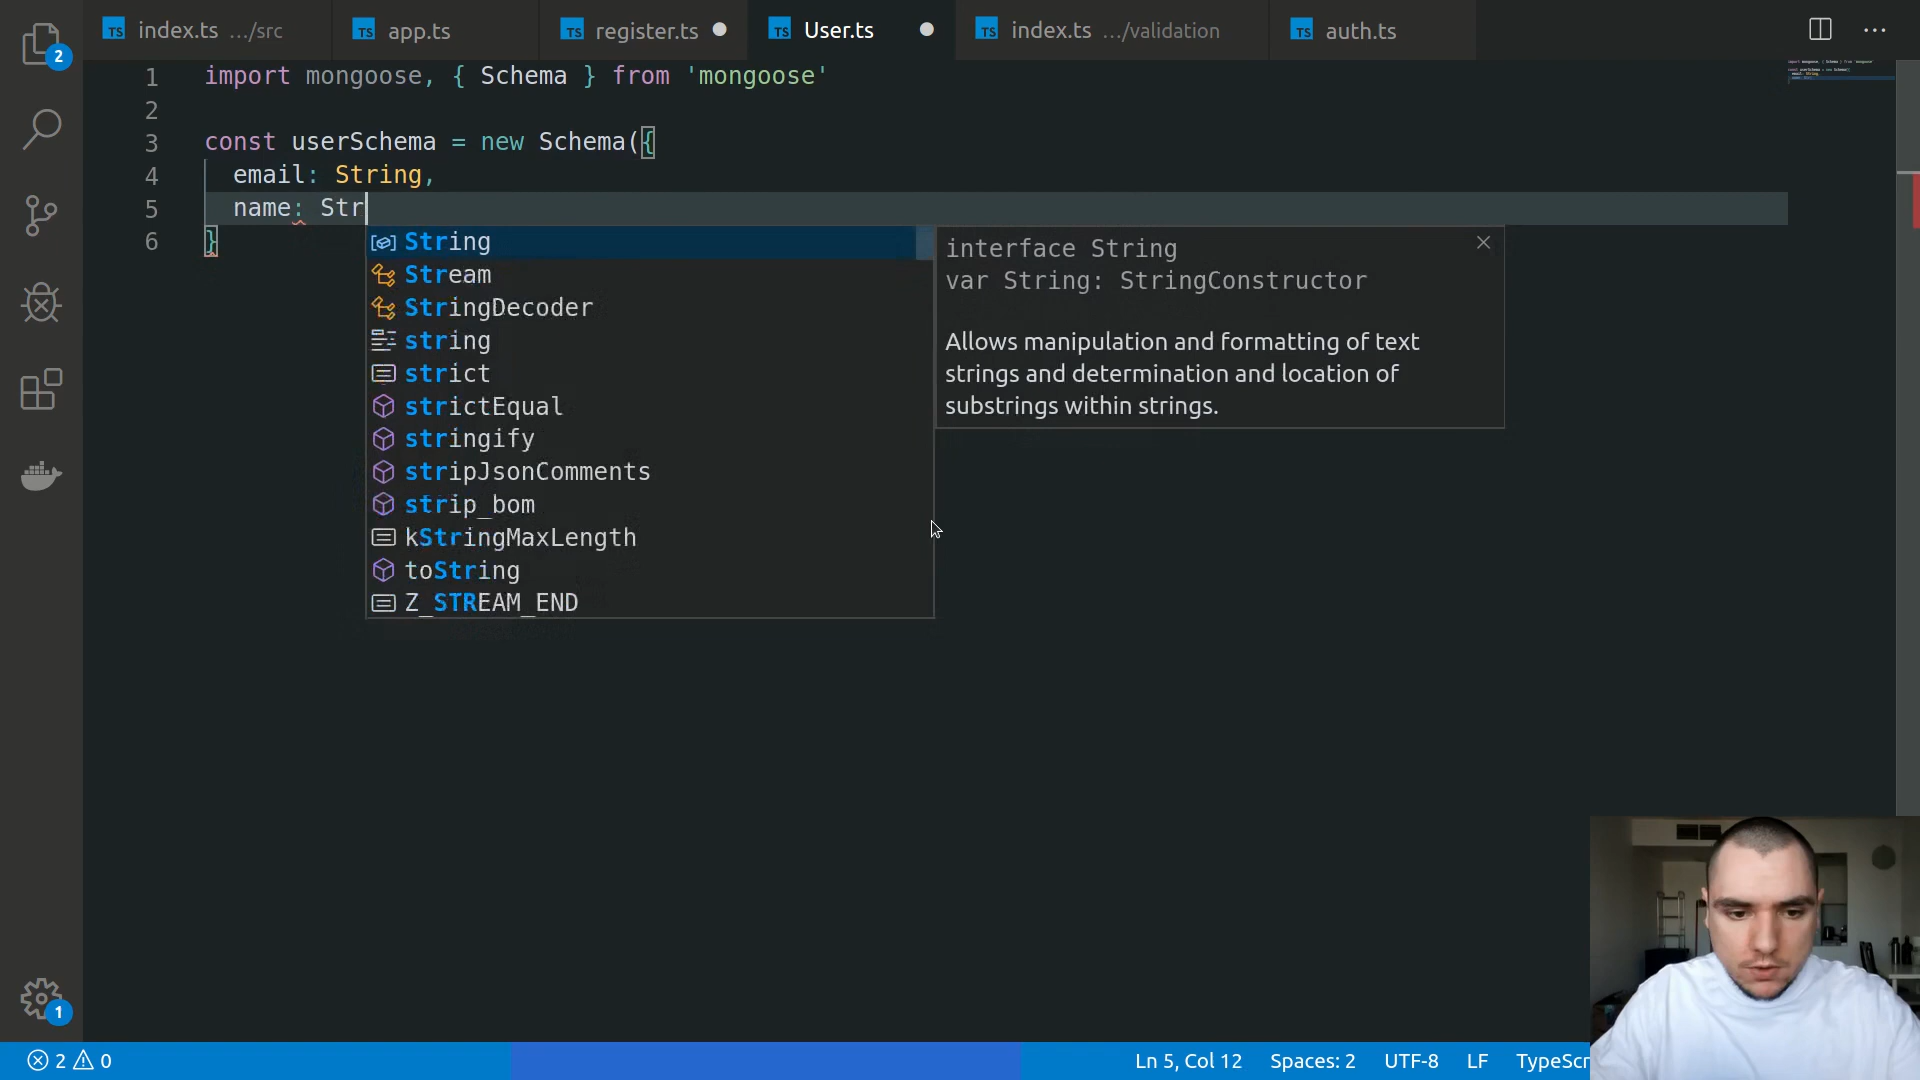 2
index.ts .../src
app.ts
register.ts
User.ts
index.ts .../validation
auth.ts
1 import mongoose, { Schema } from 'mongoose'
2
3 const userSchema = new Schema({
4 email: String,
5 name: Str
6 }
String
Stream
StringDecoder
string
strict
strictEqual
stringify
stripJsonComments
strip_bom
kStringMaxLength
toString
Z_STREAM_END
interface String
var String: StringConstructor
Allows manipulation and formatting of text
strings and determination and location of
substrings within strings.
1
2 0
Ln 5, Col 12 Spaces: 2 UTF-8 LF TypeScr